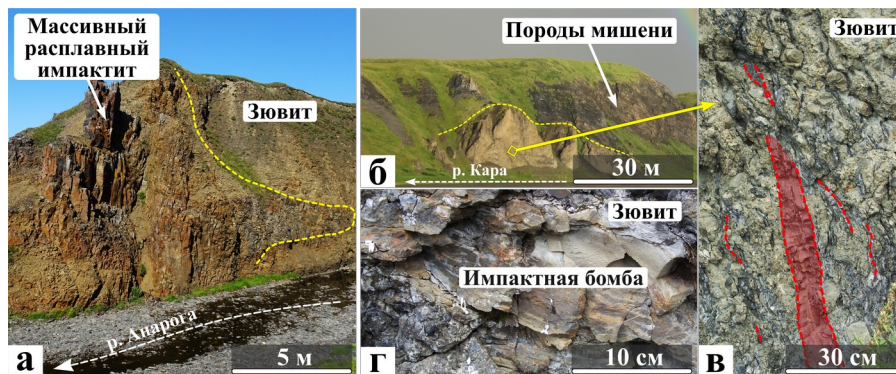 Массивный
расплавный
импактит
Зювит
р. Анарога
а
5 м
Породы мишени
р. Кара
б
30 м
Зювит
Импактная бомба
г
10 см
Зювит
в
30 см